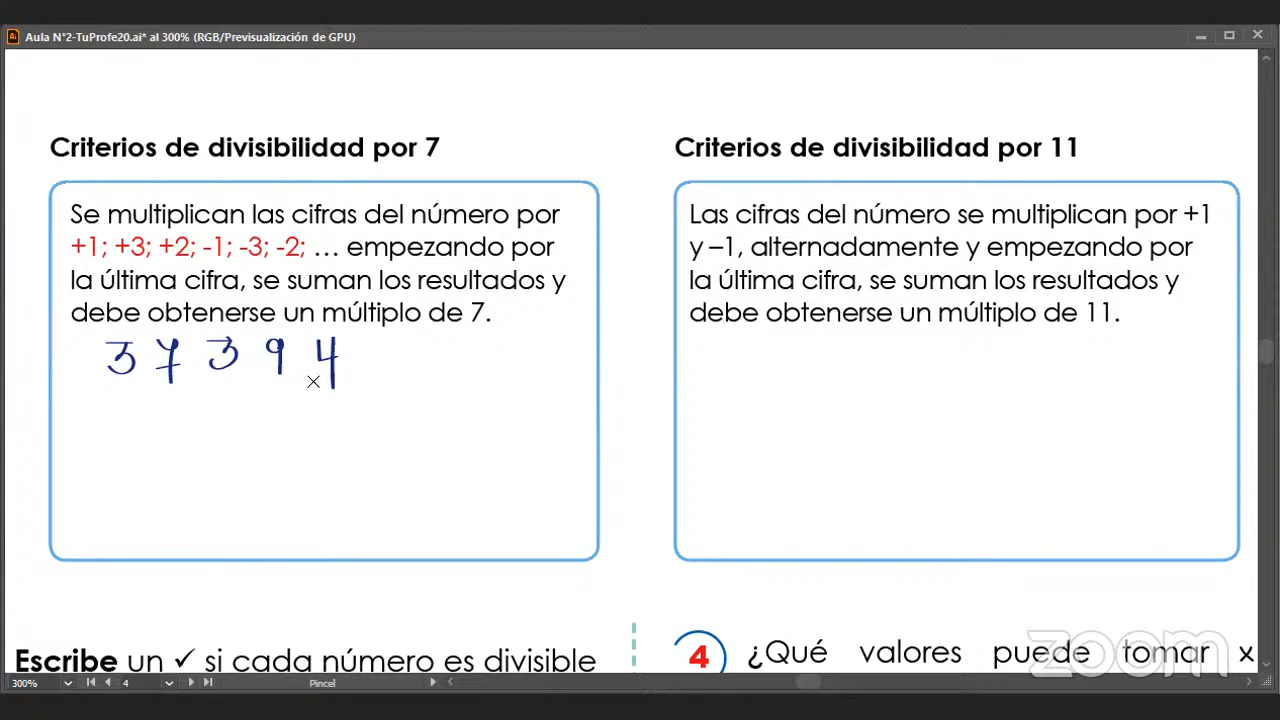 Aula N°2-TuProfe20.ai* al 300% (RGB/Previsualización de GPU)
Criterios de divisibilidad por 7
Se multiplican las cifras del número por
+1; +3; +2; -1; -3; -2; … empezando por
la última cifra, se suman los resultados y
debe obtenerse un múltiplo de 7.
3 7 3 9 4
Criterios de divisibilidad por 11
Las cifras del número se multiplican por +1
y –1, alternadamente y empezando por
la última cifra, se suman los resultados y
debe obtenerse un múltiplo de 11.
Escribe un ✓ si cada número es divisible
4 ¿Qué valores puede tomar x
zoom
300% 4 Pincel